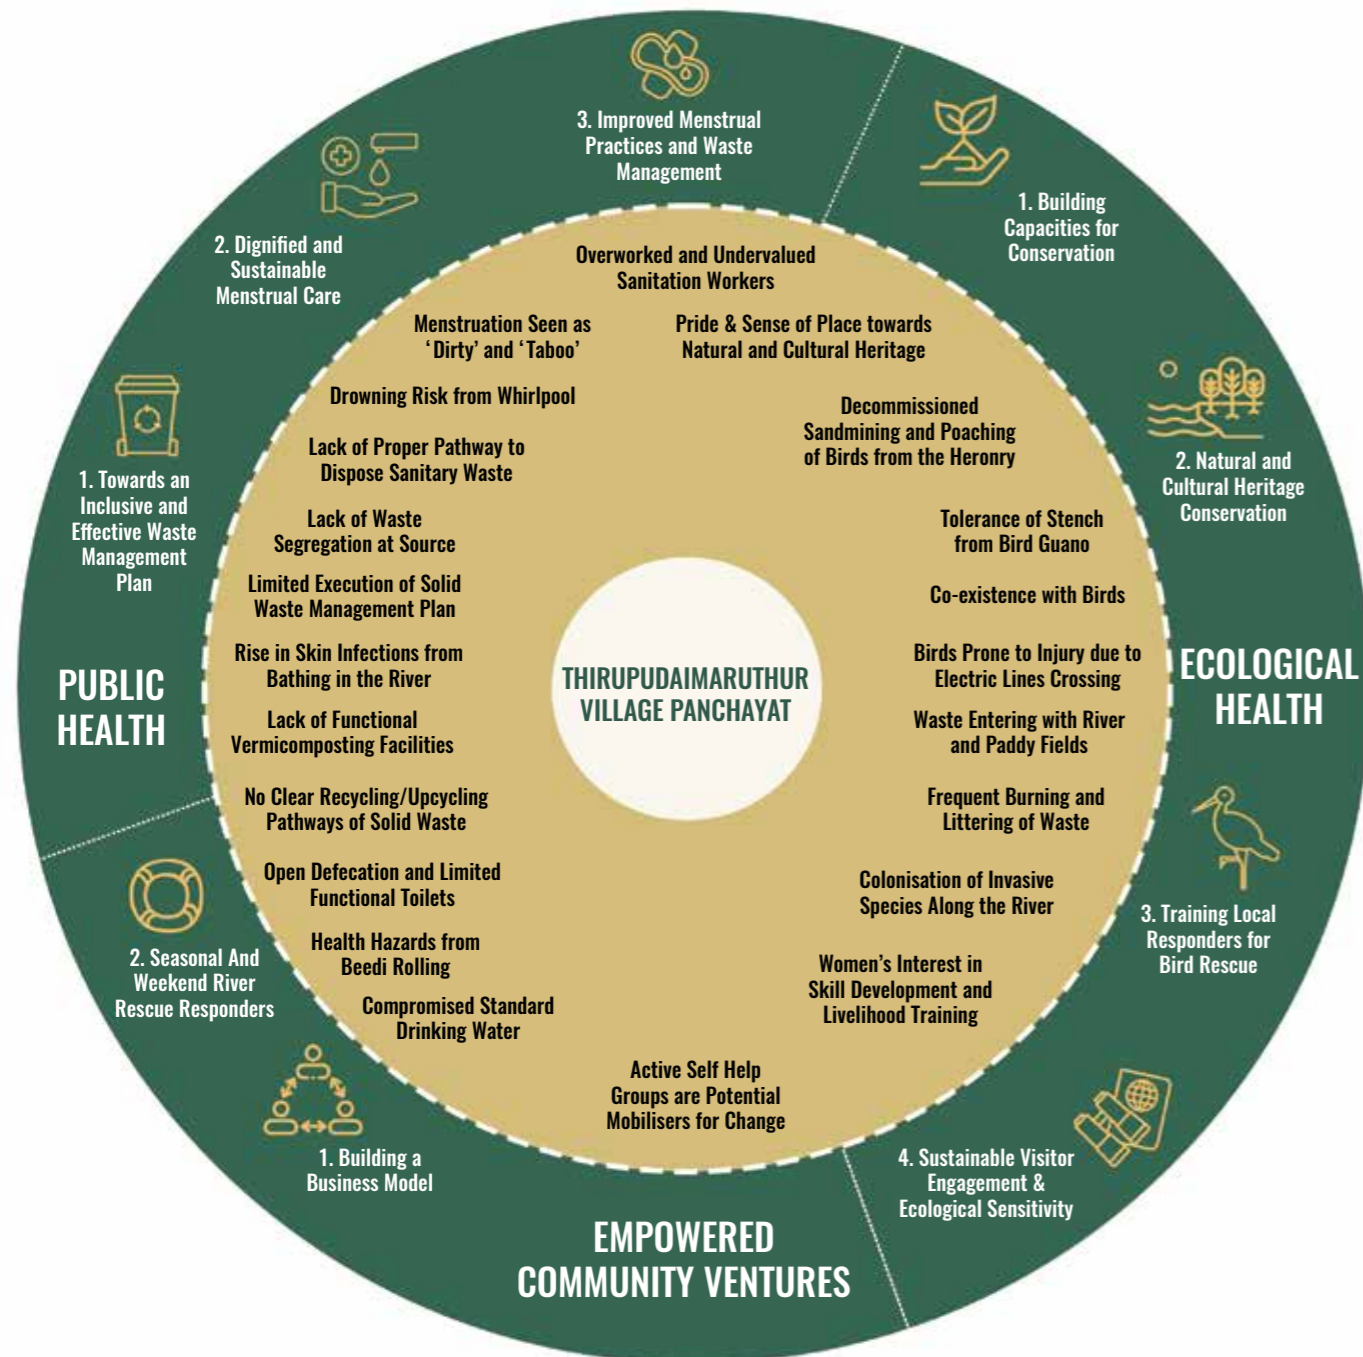 3. Improved Menstrual
Practices and Waste
Management
1. Building
Capacities for
Conservation
2. Dignified and
Sustainable
Menstrual Care
2. Natural and
Cultural Heritage
Conservation
1. Towards an
Inclusive and
Effective Waste
Management
Plan
PUBLIC
HEALTH
ECOLOGICAL
HEALTH
3. Training Local
Responders for
Bird Rescue
2. Seasonal And
Weekend River
Rescue Responders
1. Building a
Business Model
4. Sustainable Visitor
Engagement &
Ecological Sensitivity
EMPOWERED
COMMUNITY VENTURES
Overworked and Undervalued
Sanitation Workers
Menstruation Seen as
‘Dirty’ and ‘Taboo’
Drowning Risk from Whirlpool
Lack of Proper Pathway to
Dispose Sanitary Waste
Lack of Waste
Segregation at Source
Limited Execution of Solid
Waste Management Plan
Rise in Skin Infections from
Bathing in the River
Lack of Functional
Vermicomposting Facilities
No Clear Recycling/Upcycling
Pathways of Solid Waste
Open Defecation and Limited
Functional Toilets
Health Hazards from
Beedi Rolling
Compromised Standard
Drinking Water
Pride & Sense of Place towards
Natural and Cultural Heritage
Decommissioned
Sandmining and Poaching
of Birds from the Heronry
Tolerance of Stench
from Bird Guano
Co-existence with Birds
Birds Prone to Injury due to
Electric Lines Crossing
Waste Entering with River
and Paddy Fields
Frequent Burning and
Littering of Waste
Colonisation of Invasive
Species Along the River
Women’s Interest in
Skill Development and
Livelihood Training
Active Self Help
Groups are Potential
Mobilisers for Change
THIRUPUDAIMARUTHUR
VILLAGE PANCHAYAT